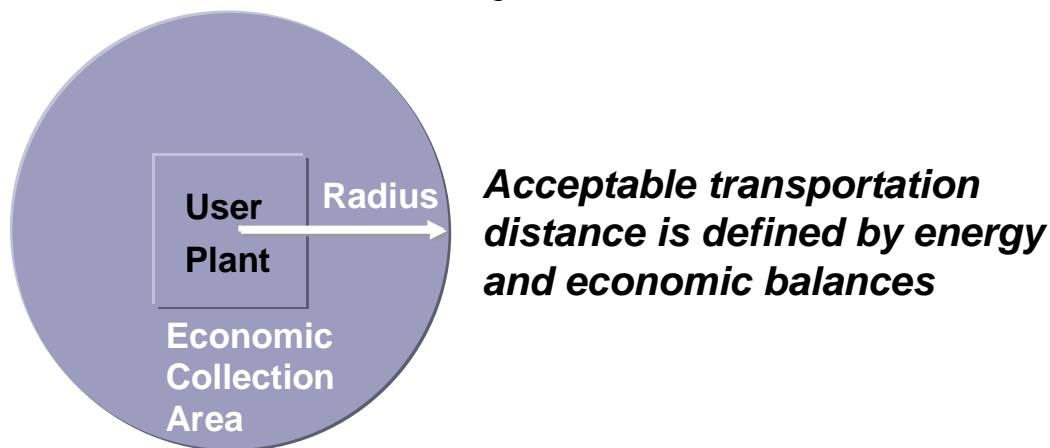 User
Plant
Radius
Economic
Collection
Area
Acceptable transportation
distance is defined by energy
and economic balances